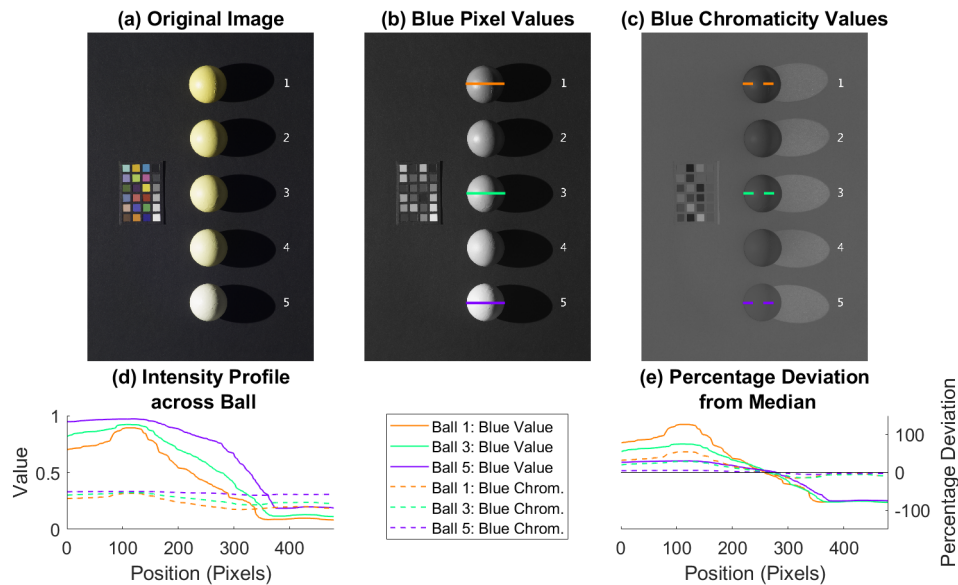 (a) Original Image
(b) Blue Pixel Values
(c) Blue Chromaticity Values
1
2
3
4
5
1
2
3
4
5
1
2
3
4
5
(d) Intensity Profile
across Ball
1
0.5
0
Value
0
100
200
300
400
Position (Pixels)
Ball 1: Blue Value
Ball 3: Blue Value
Ball 5: Blue Value
Ball 1: Blue Chrom.
Ball 3: Blue Chrom.
Ball 5: Blue Chrom.
(e) Percentage Deviation
from Median
100
0
-100
Percentage Deviation
0
100
200
300
400
Position (Pixels)